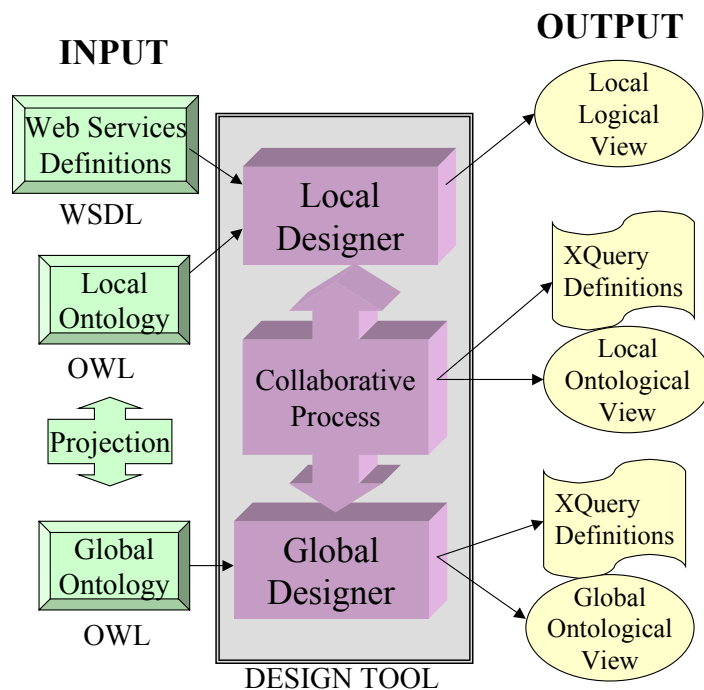 INPUT
OUTPUT
Web Services
Definitions
WSDL
Local
Ontology
OWL
Projection
Global
Ontology
OWL
Local
Designer
Collaborative
Process
Global
Designer
DESIGN TOOL
Local
Logical
View
XQuery
Definitions
Local
Ontological
View
XQuery
Definitions
Global
Ontological
View